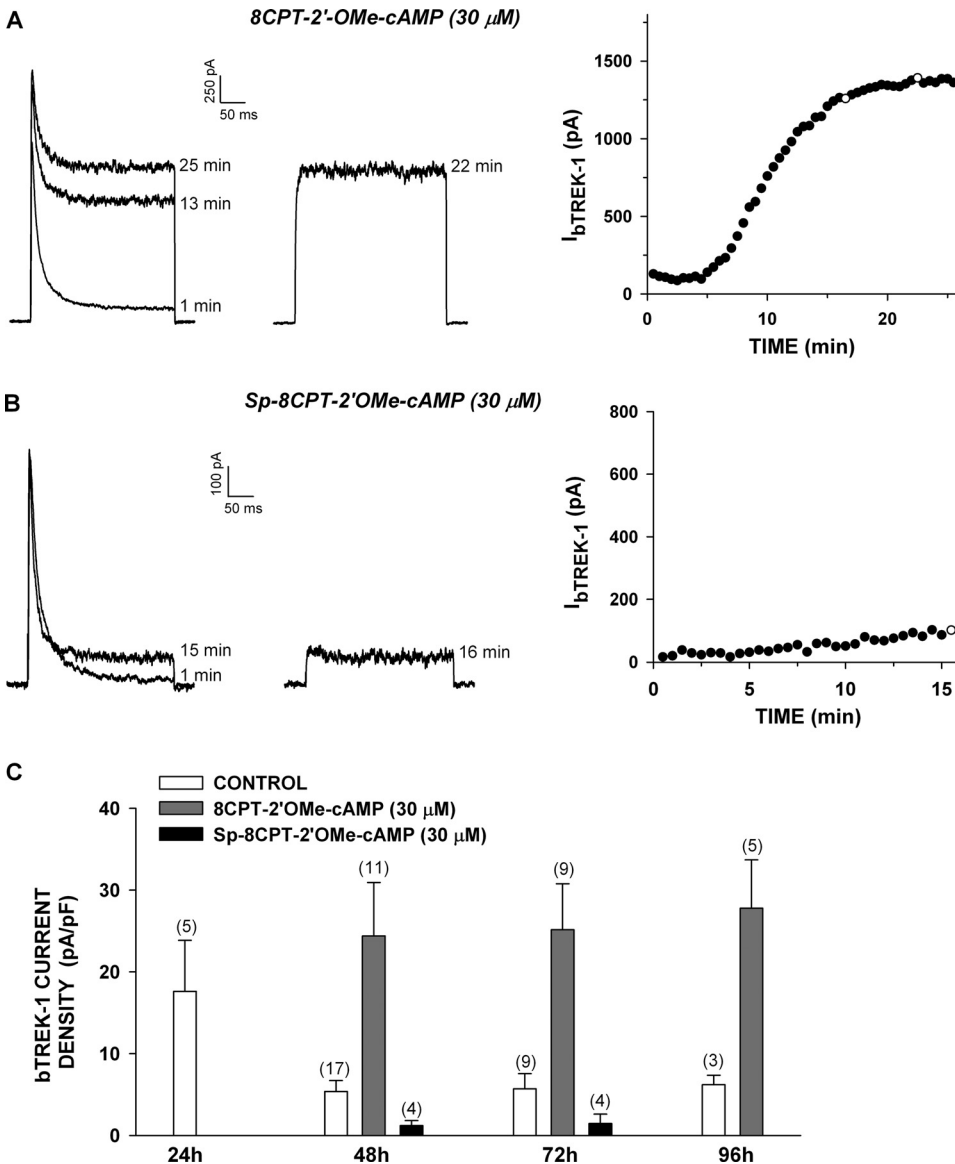 A
8CPT-2'-OMe-cAMP (30 µM)
250 pA
50 ms
25 min
13 min
1 min
22 min
IbTREK-1 (pA)
1500
1000
500
0
0 10 20
TIME (min)
B
Sp-8CPT-2'OMe-cAMP (30 µM)
100 pA
50 ms
15 min
1 min
16 min
IbTREK-1 (pA)
800
600
400
200
0
0 5 10 15
TIME (min)
C
CONTROL
8CPT-2'OMe-cAMP (30 µM)
Sp-8CPT-2'OMe-cAMP (30 µM)
bTREK-1 CURRENT
DENSITY (pA/pF)
40
30
20
10
0
(5)
(17)
(11)
(4)
(9)
(9)
(4)
(3)
(5)
24h 48h 72h 96h